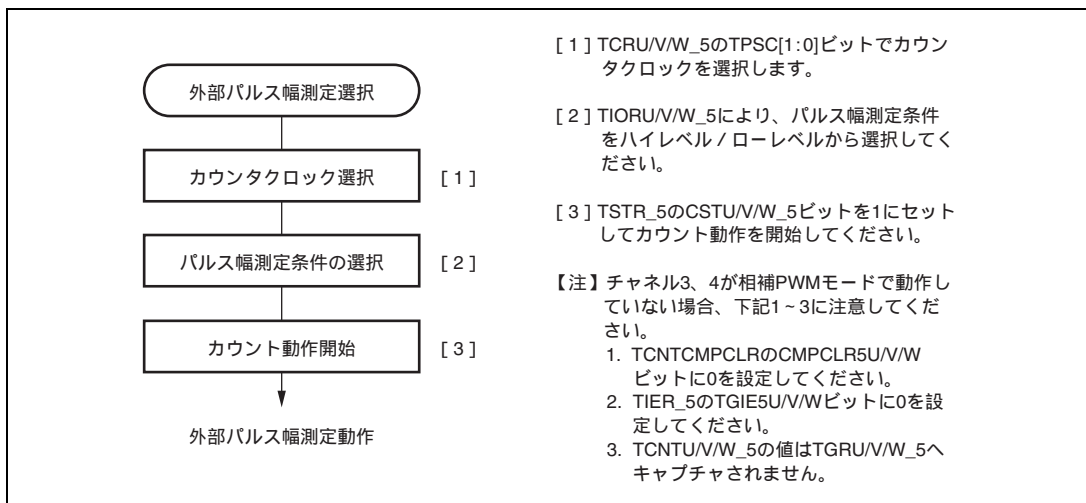 外部パルス幅測定選択
カウンタクロック選択 [ 1 ]
パルス幅測定条件の選択 [ 2 ]
カウント動作開始 [ 3 ]
外部パルス幅測定動作
[ 1 ] TCRU/V/W_5のTPSC[1:0]ビットでカウン
タクロックを選択します。
[ 2 ] TIORU/V/W_5により、パルス幅測定条件
をハイレベル / ローレベルから選択してく
ださい。
[ 3 ] TSTR_5のCSTU/V/W_5ビットを1にセット
してカウント動作を開始してください。
【注】チャネル3、4が相補PWMモードで動作し
ていない場合、下記1~3に注意してくだ
さい。
1. TCNTCMPCLRのCMPCLR5U/V/W
ビットに0を設定してください。
2. TIER_5のTGIE5U/V/Wビットに0を設
定してください。
3. TCNTU/V/W_5の値はTGRU/V/W_5へ
キャプチャされません。